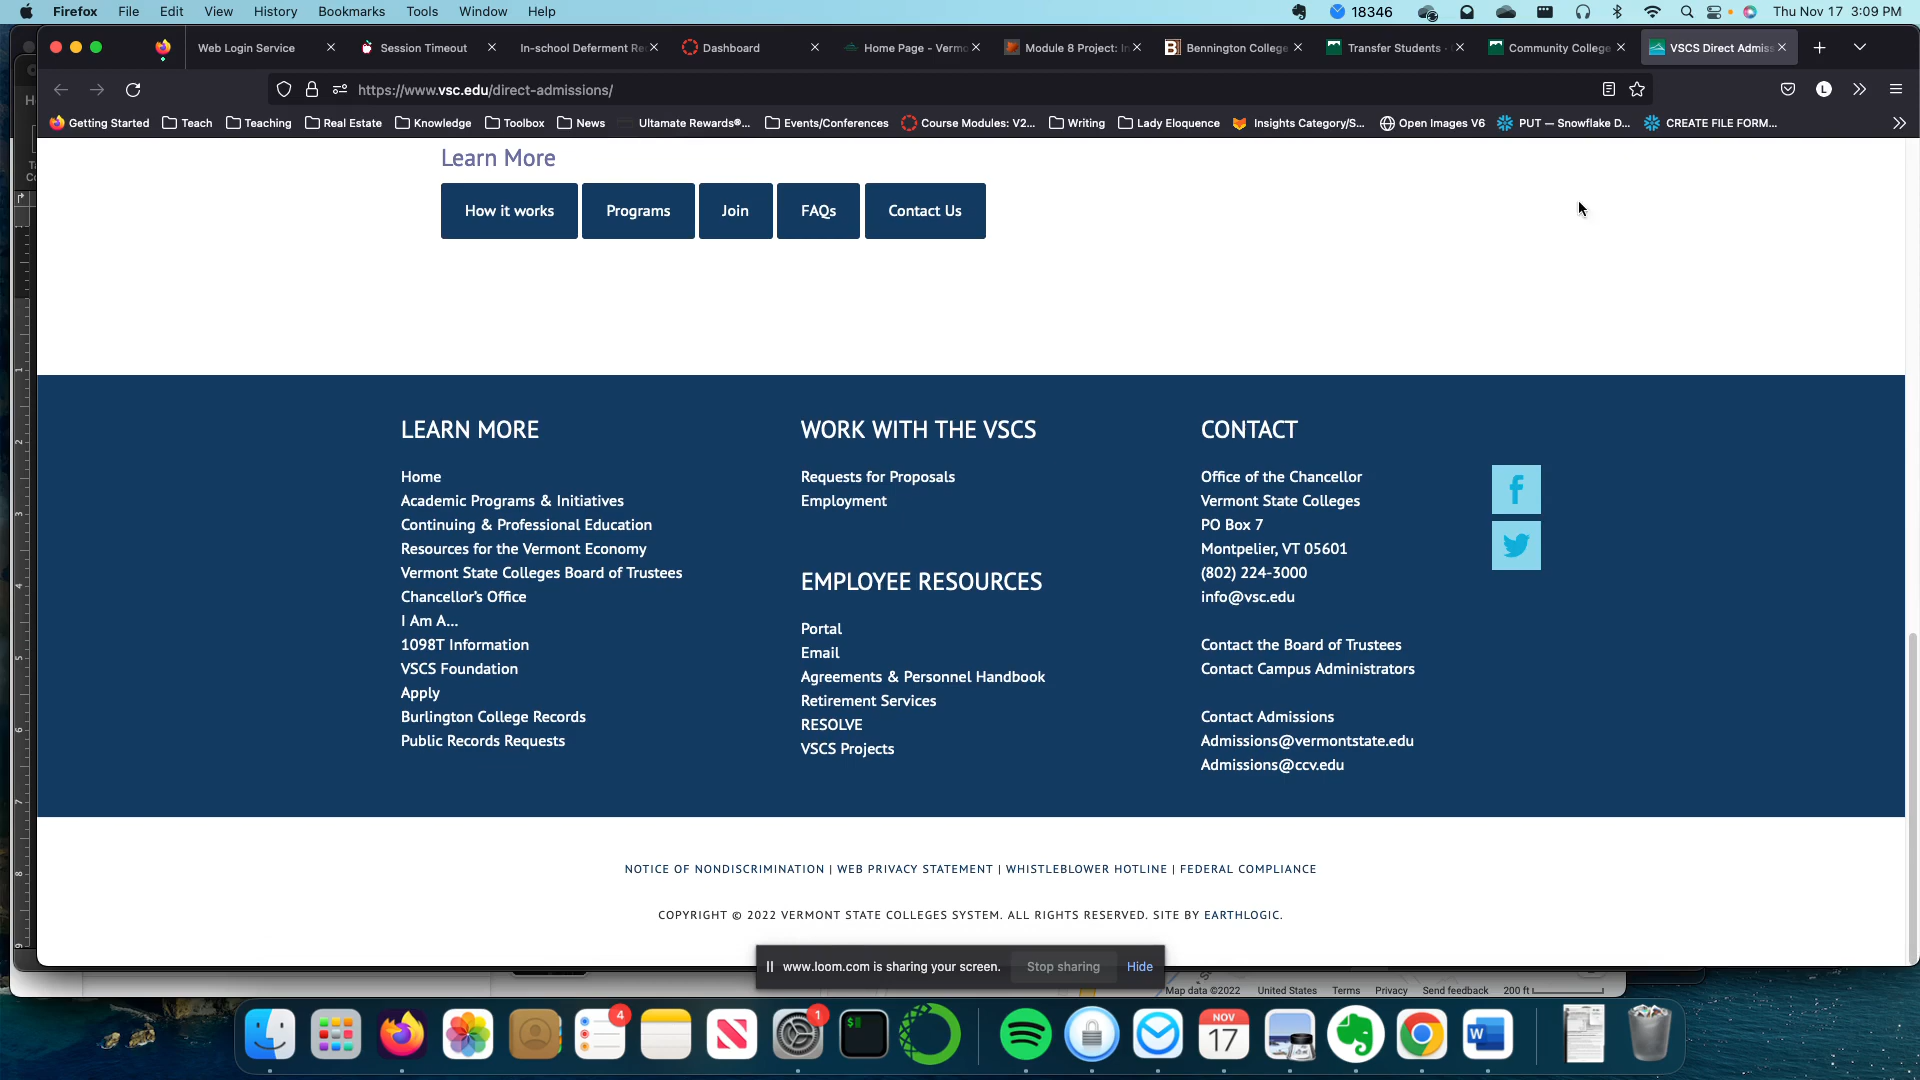 Firefox File Edit View History Bookmarks Tools Window Help 18346 Thu Nov 17 3:09 PM
Web Login Service Session Timeout In-school Deferment Re Dashboard Home Page - Vermo Module 8 Project: In Bennington College Transfer Students - Community College VSCS Direct Admiss
https://www.vsc.edu/direct-admissions/ L
Getting Started Teach Teaching Real Estate Knowledge Toolbox News Ultamate Rewards®... Events/Conferences Course Modules: V2... Writing Lady Eloquence Insights Category/S... Open Images V6 PUT — Snowflake D... CREATE FILE FORM...
Learn More
How it works Programs Join FAQs Contact Us
LEARN MORE
Home
Academic Programs & Initiatives
Continuing & Professional Education
Resources for the Vermont Economy
Vermont State Colleges Board of Trustees
Chancellor's Office
I Am A...
1098T Information
VSCS Foundation
Apply
Burlington College Records
Public Records Requests
WORK WITH THE VSCS
Requests for Proposals
Employment
EMPLOYEE RESOURCES
Portal
Email
Agreements & Personnel Handbook
Retirement Services
RESOLVE
VSCS Projects
CONTACT
Office of the Chancellor
Vermont State Colleges
PO Box 7
Montpelier, VT 05601
(802) 224-3000
info@vsc.edu
Contact the Board of Trustees
Contact Campus Administrators
Contact Admissions
Admissions@vermontstate.edu
Admissions@ccv.edu
NOTICE OF NONDISCRIMINATION | WEB PRIVACY STATEMENT | WHISTLEBLOWER HOTLINE | FEDERAL COMPLIANCE
COPYRIGHT © 2022 VERMONT STATE COLLEGES SYSTEM. ALL RIGHTS RESERVED. SITE BY EARTHLOGIC.
www.loom.com is sharing your screen. Stop sharing Hide
Map data ©2022 United States Terms Privacy Send feedback 200 ft
4 1 NOV 17 W